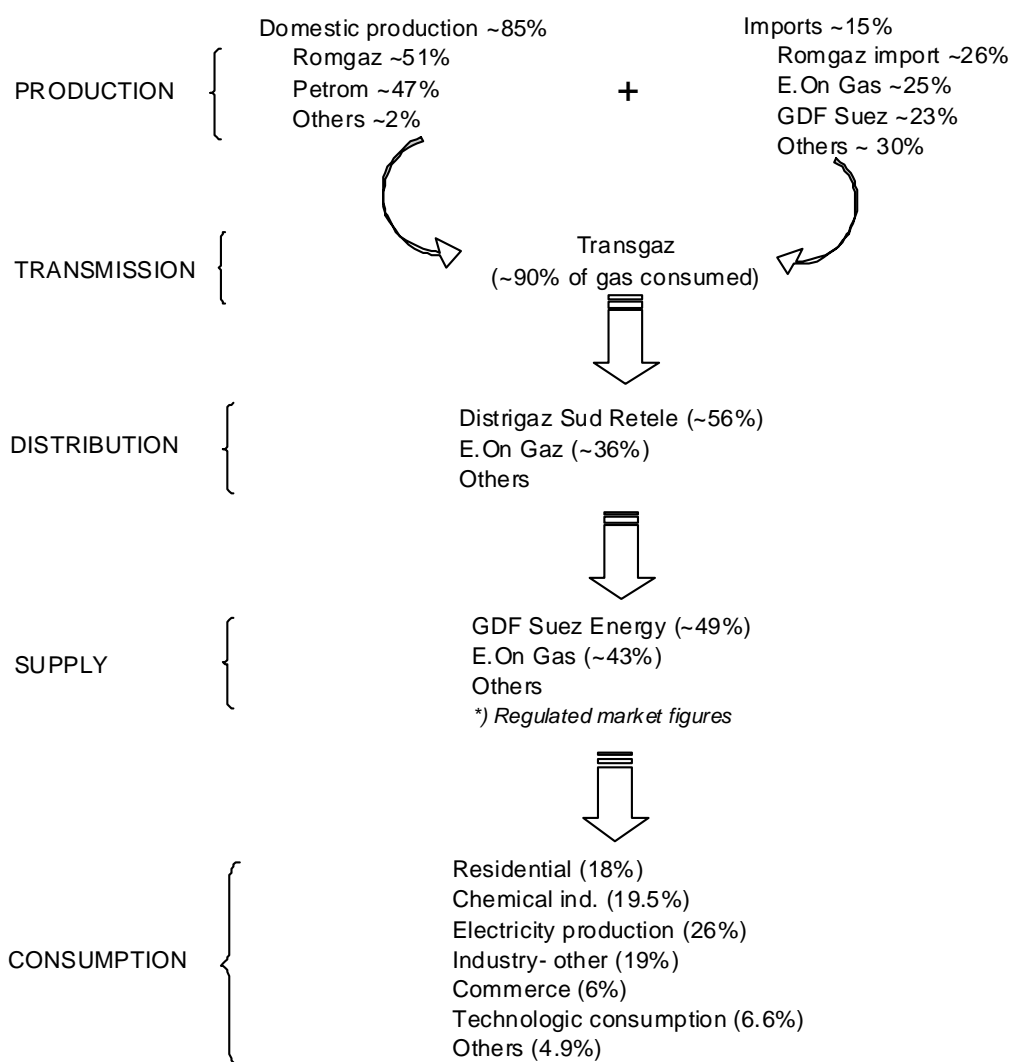 Domestic production ~85%
Romgaz ~51%
Petrom ~47%
Others ~2%
PRODUCTION
+
Imports ~15%
Romgaz import ~26%
E.On Gas ~25%
GDF Suez ~23%
Others ~ 30%
TRANSMISSION
Transgaz
(~90% of gas consumed)
DISTRIBUTION
Distrigaz Sud Retele (~56%)
E.On Gaz (~36%)
Others
SUPPLY
GDF Suez Energy (~49%)
E.On Gas (~43%)
Others
*) Regulated market figures
CONSUMPTION
Residential (18%)
Chemical ind. (19.5%)
Electricity production (26%)
Industry- other (19%)
Commerce (6%)
Technologic consumption (6.6%)
Others (4.9%)